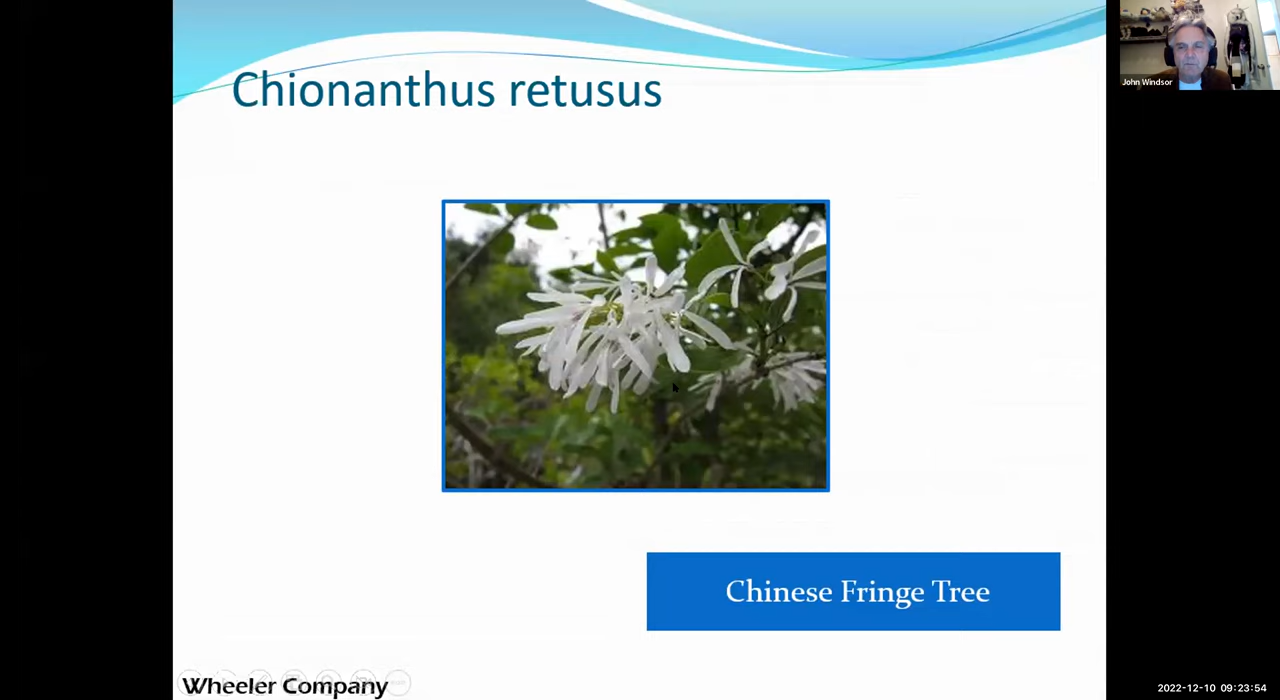 Chionanthus retusus
John Windsor
Chinese Fringe Tree
Wheeler Company
2022-12-10 09:23:54